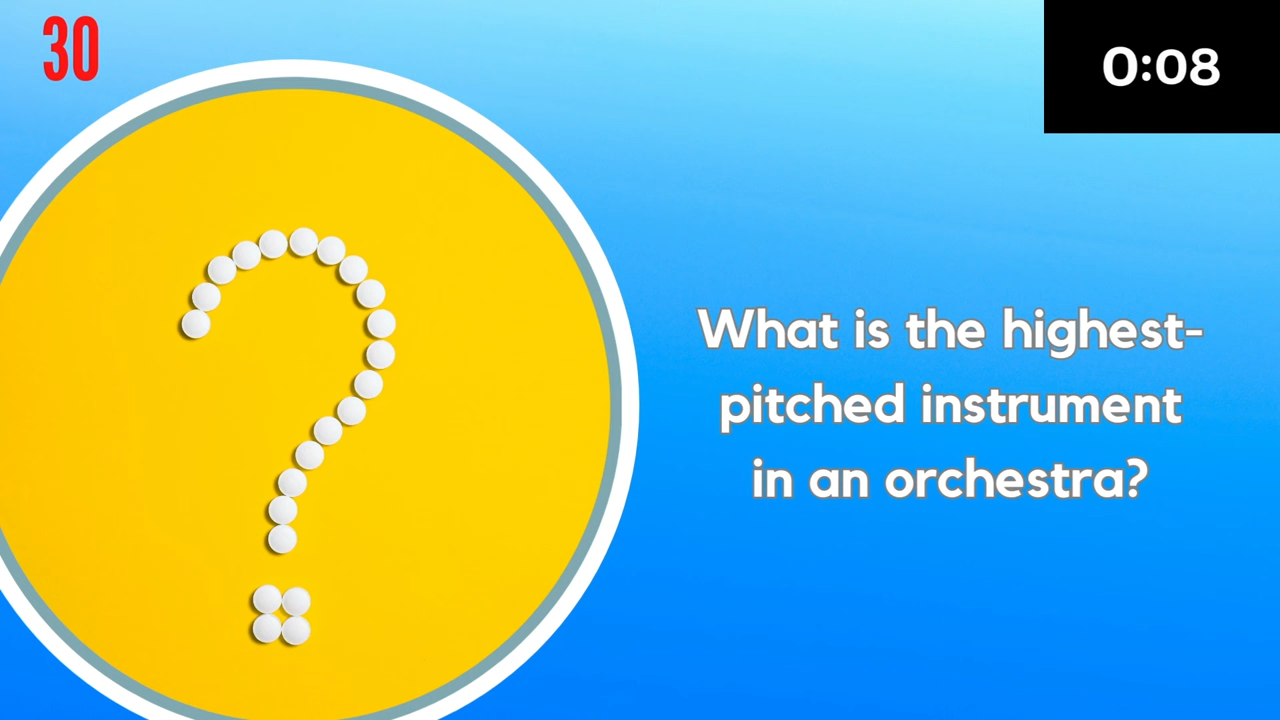 30
0:08
What is the highest-
pitched instrument
in an orchestra?